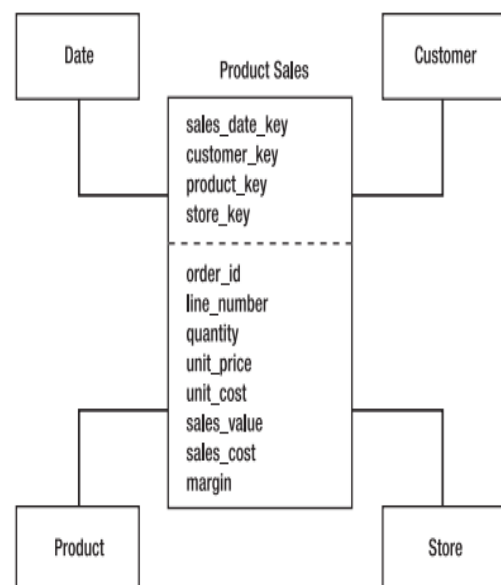 Date
Product Sales
Customer
sales_date_key
customer_key
product_key
store_key
order_id
line_number
quantity
unit_price
unit_cost
sales_value
sales_cost
margin
Product
Store